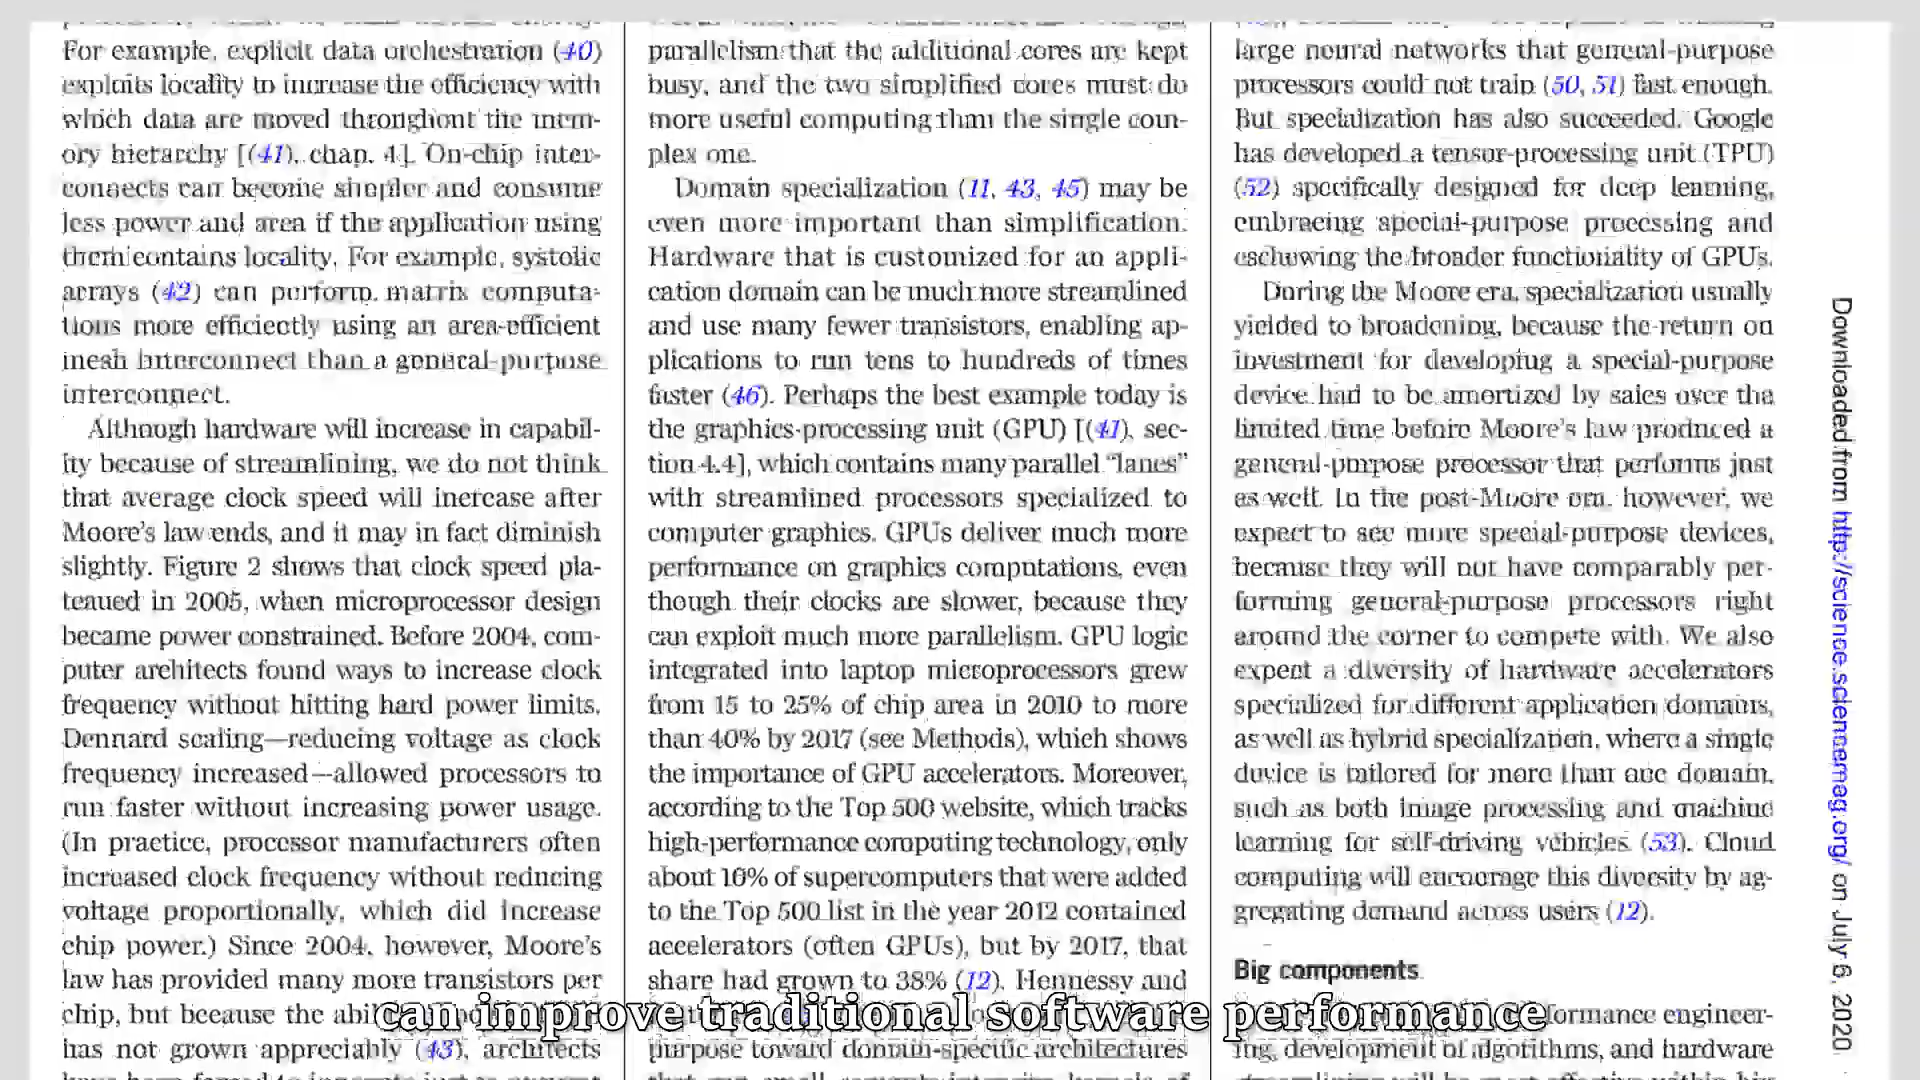 For example, explicit data orchestration (40)
exploits locality to increase the efficiency with
which data are moved throughout the mem-
ory hierarchy [(41), chap. 4]. On-chip inter-
connects can become simpler and consume
less power and area if the application using
them contains locality. For example, systolic
arrays (42) can perform matrix computa-
tions more efficiently using an area-efficient
mesh interconnect than a general-purpose
interconnect.
Although hardware will increase in capabil-
ity because of streamlining, we do not think
that average clock speed will increase after
Moore's law ends, and it may in fact diminish
slightly. Figure 2 shows that clock speed pla-
teaued in 2005, when microprocessor design
became power constrained. Before 2004, com-
puter architects found ways to increase clock
frequency without hitting hard power limits.
Dennard scaling—reducing voltage as clock
frequency increased—allowed processors to
run faster without increasing power usage.
(In practice, processor manufacturers often
increased clock frequency without reducing
voltage proportionally, which did increase
chip power.) Since 2004, however, Moore's
law has provided many more transistors per
chip, but because the
has not grown appreciably (43), architects
parallelism that the additional cores are kept
busy, and the two simplified cores must do
more useful computing than the single com-
plex one.
Domain specialization (11, 43, 45) may be
even more important than simplification.
Hardware that is customized for an appli-
cation domain can be much more streamlined
and use many fewer transistors, enabling ap-
plications to run tens to hundreds of times
faster (46). Perhaps the best example today is
the graphics-processing unit (GPU) [(41), sec-
tion 4.4], which contains many parallel "lanes"
with streamlined processors specialized to
computer graphics. GPUs deliver much more
performance on graphics computations, even
though their clocks are slower, because they
can exploit much more parallelism. GPU logic
integrated into laptop microprocessors grew
from 15 to 25% of chip area in 2010 to more
than 40% by 2017 (see Methods), which shows
the importance of GPU accelerators. Moreover,
according to the Top 500 website, which tracks
high-performance computing technology, only
about 10% of supercomputers that were added
to the Top 500 list in the year 2012 contained
accelerators (often GPUs), but by 2017, that
share had grown to 38% (12). Hennessy and
purpose toward domain-specific architectures
large neural networks that general-purpose
processors could not train (50, 51) fast enough.
But specialization has also succeeded. Google
has developed a tensor-processing unit (TPU)
(52) specifically designed for deep learning,
embracing special-purpose processing and
eschewing the broader functionality of GPUs.
During the Moore era, specialization usually
yielded to broadening, because the return on
investment for developing a special-purpose
device had to be amortized by sales over the
limited time before Moore's law produced a
general-purpose processor that performs just
as well. In the post-Moore era, however, we
expect to see more special-purpose devices,
because they will not have comparably per-
forming general-purpose processors right
around the corner to compete with. We also
expect a diversity of hardware accelerators
specialized for different application domains,
as well as hybrid specialization, where a single
device is tailored for more than one domain,
such as both image processing and machine
learning for self-driving vehicles (53). Cloud
computing will encourage this diversity by ag-
gregating demand across users (12).
Big components
engineer-
ing, development of algorithms, and hardware
Downloaded from http://science.sciencemag.org/ on July 6, 2020
can improve traditional software performance